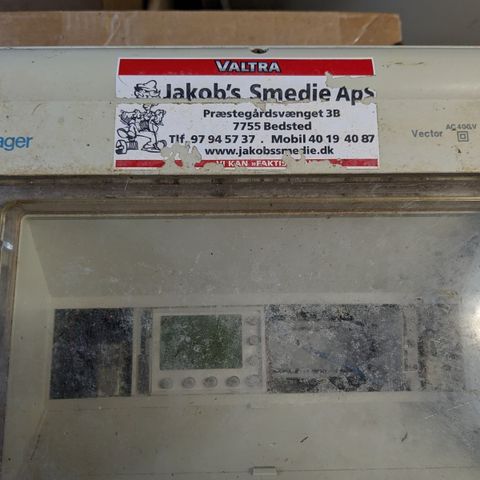 VALTRA
Jakob's Smedie Aps
Præstegårdsvænget 3B
7755 Bedsted
Tlf. 97 94 57 37 . Mobil 40 19 40 87
www.jakobssmedie.dk
VI KAN »FAKTIS
ager
Vector
AC 400V